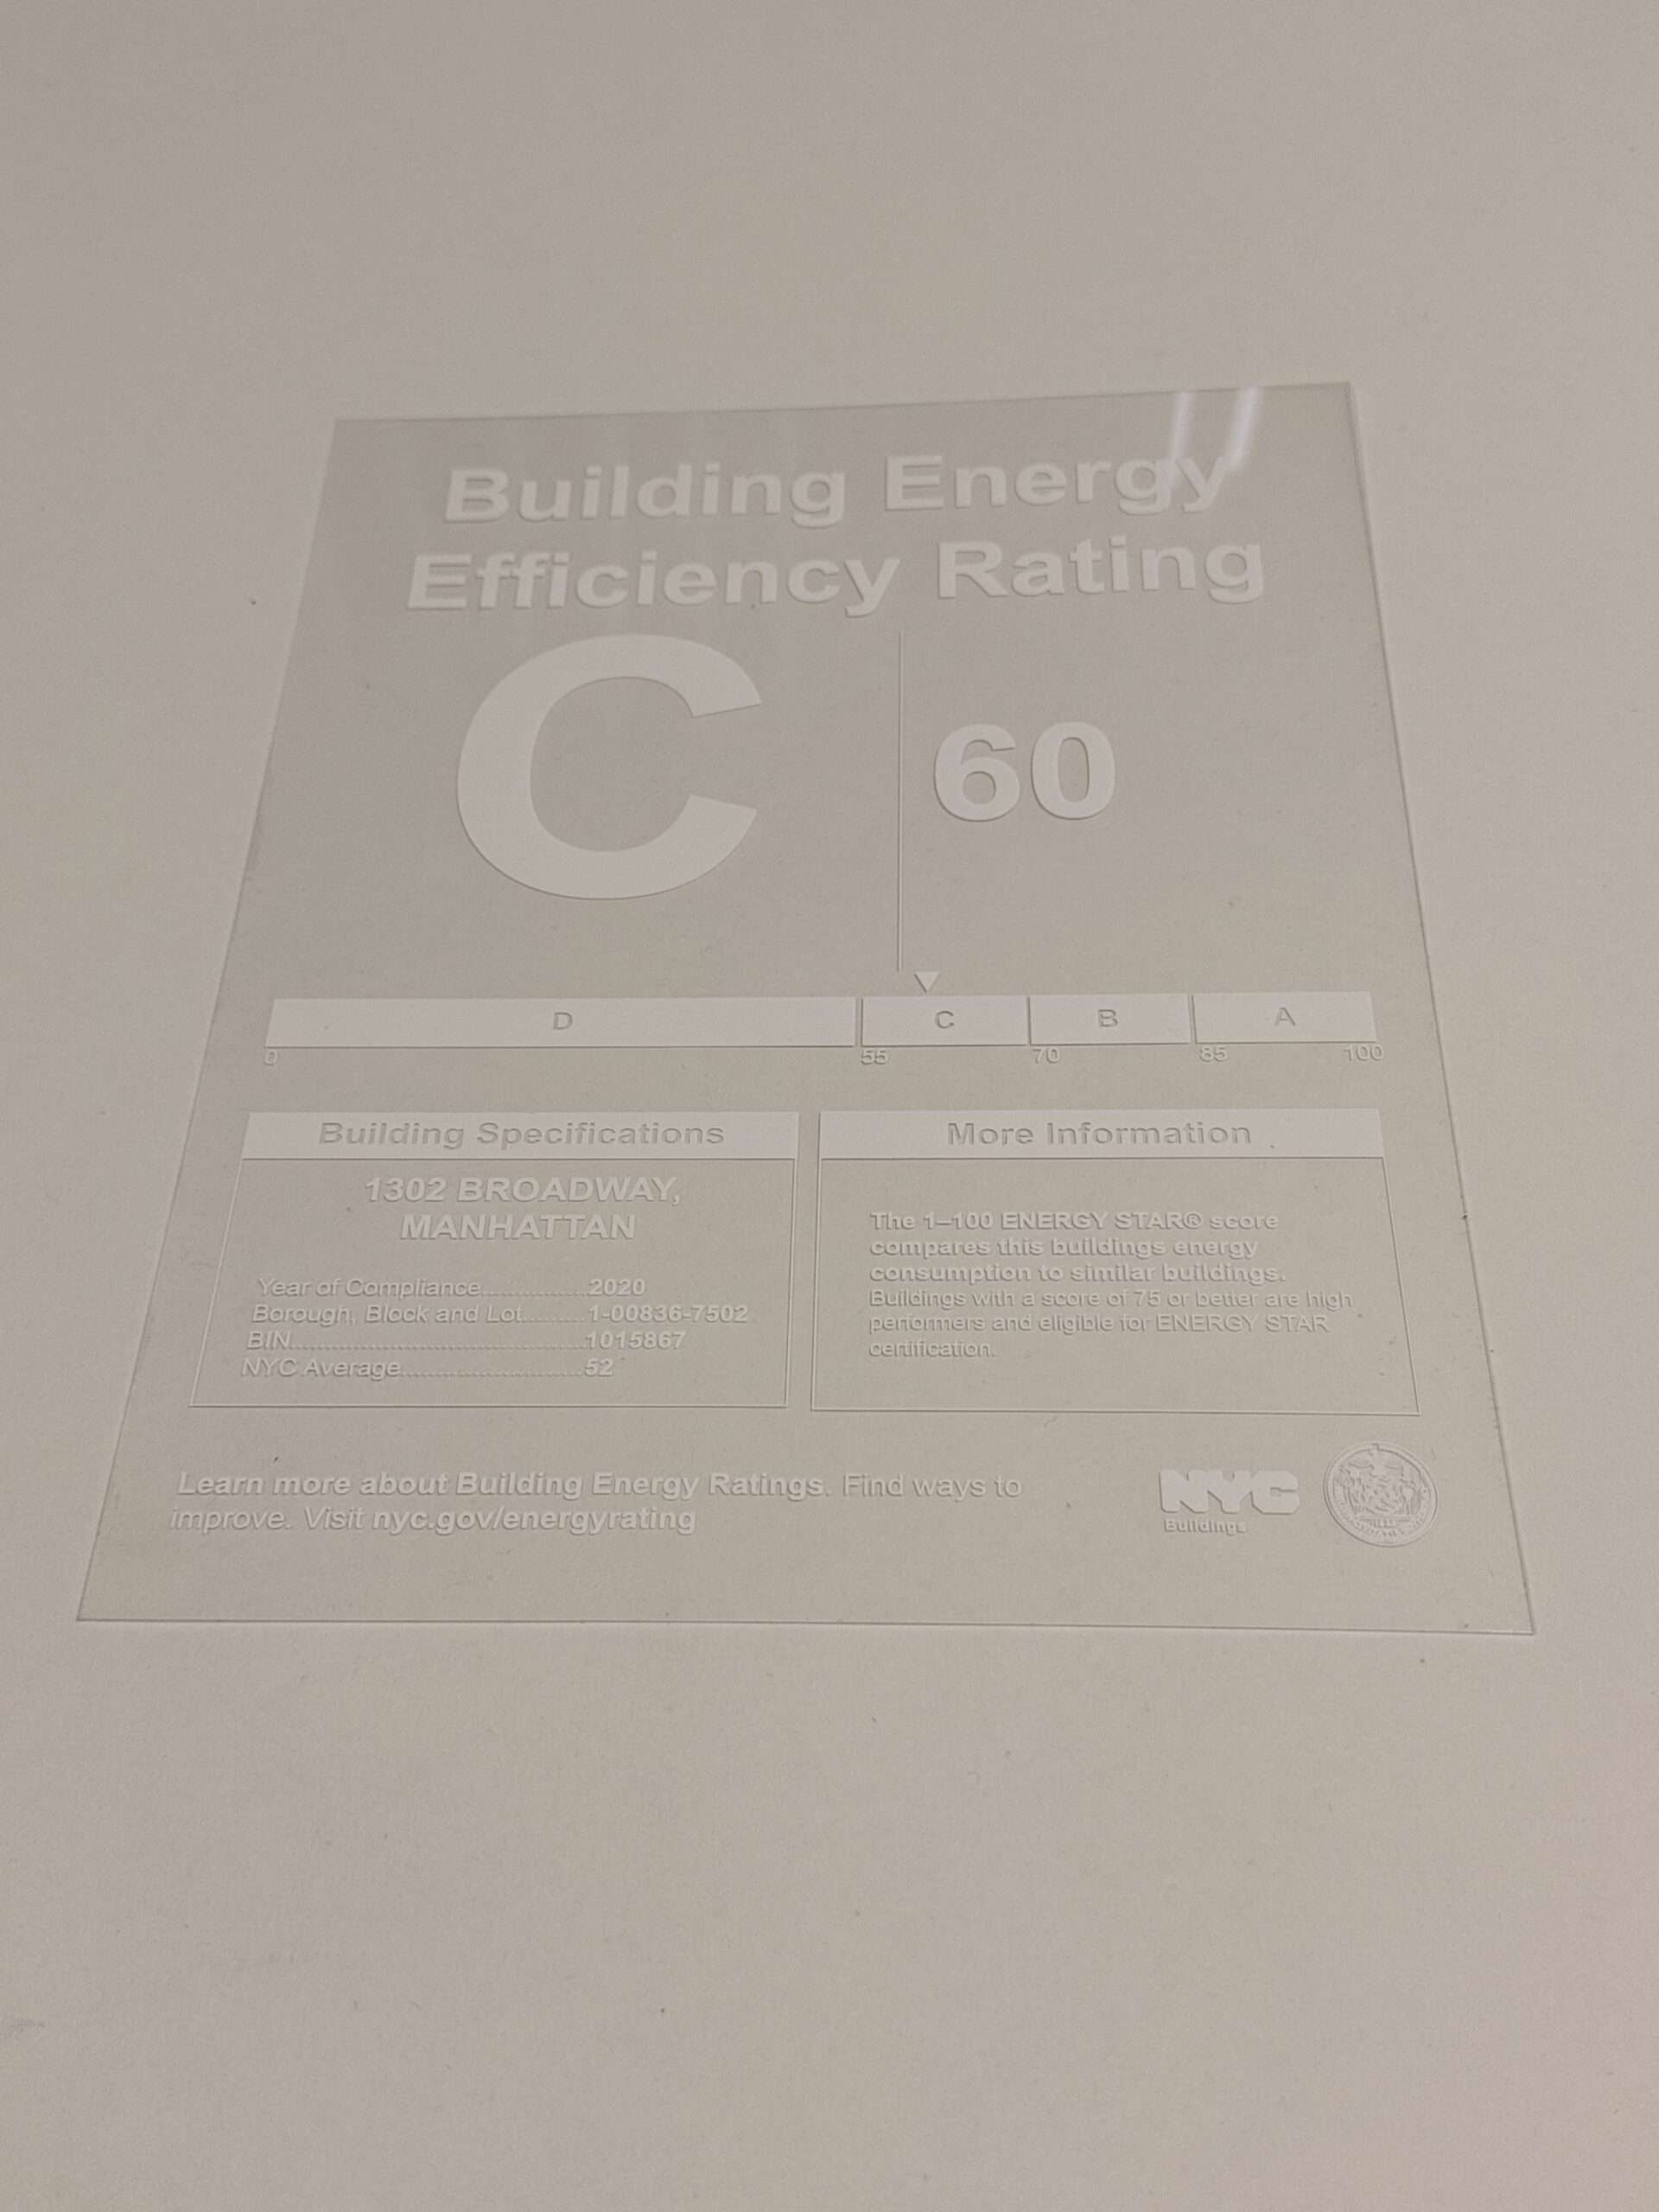 Building Energy
Efficiency Rating
C
60
D C B A
0 55 70 85 100
Building Specifications
1302 BROADWAY,
MANHATTAN
Year of Compliance................2020
Borough, Block and Lot.........1-00836-7502
BIN............................................1015867
NYC Average...........................52
More Information
The 1–100 ENERGY STAR® score
compares this buildings energy
consumption to similar buildings.
Buildings with a score of 75 or better are high
performers and eligible for ENERGY STAR
certification.
Learn more about Building Energy Ratings. Find ways to
improve. Visit nyc.gov/energyrating
NYC
Buildings